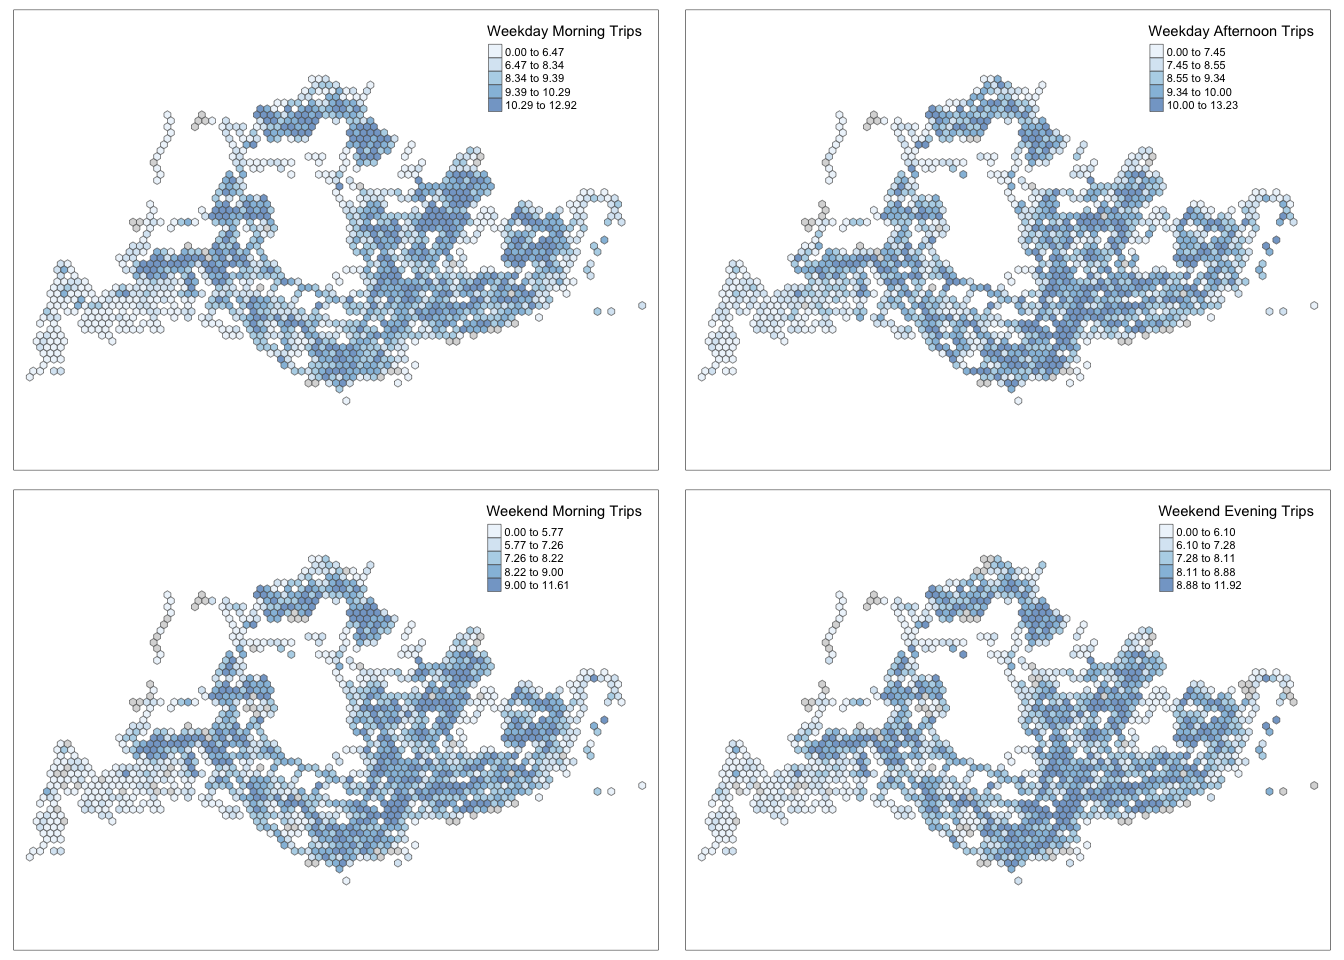 Weekday Morning Trips
0.00 to 6.47
6.47 to 8.34
8.34 to 9.39
9.39 to 10.29
10.29 to 12.92
Weekday Afternoon Trips
0.00 to 7.45
7.45 to 8.55
8.55 to 9.34
9.34 to 10.00
10.00 to 13.23
Weekend Morning Trips
0.00 to 5.77
5.77 to 7.26
7.26 to 8.22
8.22 to 9.00
9.00 to 11.61
Weekend Evening Trips
0.00 to 6.10
6.10 to 7.28
7.28 to 8.11
8.11 to 8.88
8.88 to 11.92